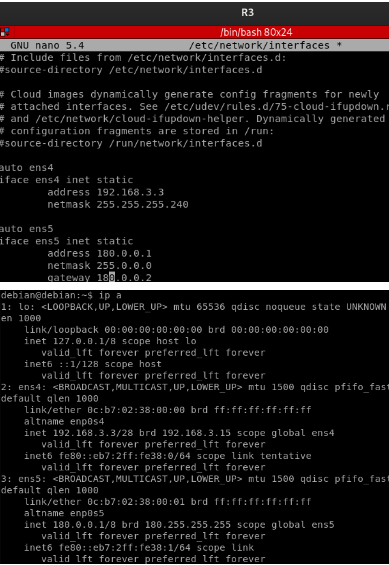 R3
/bin/bash 80x24
GNU nano 5.4 /etc/network/interfaces *
# Include files from /etc/network/interfaces.d:
#source-directory /etc/network/interfaces.d
# Cloud images dynamically generate config fragments for newly
# attached interfaces. See /etc/udev/rules.d/75-cloud-ifupdown.r
# and /etc/network/cloud-ifupdown-helper. Dynamically generated
# configuration fragments are stored in /run:
#source-directory /run/network/interfaces.d
auto ens4
iface ens4 inet static
address 192.168.3.3
netmask 255.255.255.240
auto ens5
iface ens5 inet static
address 180.0.0.1
netmask 255.0.0.0
gateway 180.0.0.2
debian@debian:~$ ip a
1: lo: <LOOPBACK,UP,LOWER_UP> mtu 65536 qdisc noqueue state UNKNOWN
en 1000
link/loopback 00:00:00:00:00:00 brd 00:00:00:00:00:00
inet 127.0.0.1/8 scope host lo
valid_lft forever preferred_lft forever
inet6 ::1/128 scope host
valid_lft forever preferred_lft forever
2: ens4: <BROADCAST,MULTICAST,UP,LOWER_UP> mtu 1500 qdisc pfifo_fast
default qlen 1000
link/ether 0c:b7:02:38:00:00 brd ff:ff:ff:ff:ff:ff
altname enp0s4
inet 192.168.3.3/28 brd 192.168.3.15 scope global ens4
valid_lft forever preferred_lft forever
inet6 fe80::eb7:2ff:fe38:0/64 scope link tentative
valid_lft forever preferred_lft forever
3: ens5: <BROADCAST,MULTICAST,UP,LOWER_UP> mtu 1500 qdisc pfifo_fast
default qlen 1000
link/ether 0c:b7:02:38:00:01 brd ff:ff:ff:ff:ff:ff
altname enp0s5
inet 180.0.0.1/8 brd 180.255.255.255 scope global ens5
valid_lft forever preferred_lft forever
inet6 fe80::eb7:2ff:fe38:1/64 scope link
valid_lft forever preferred_lft forever